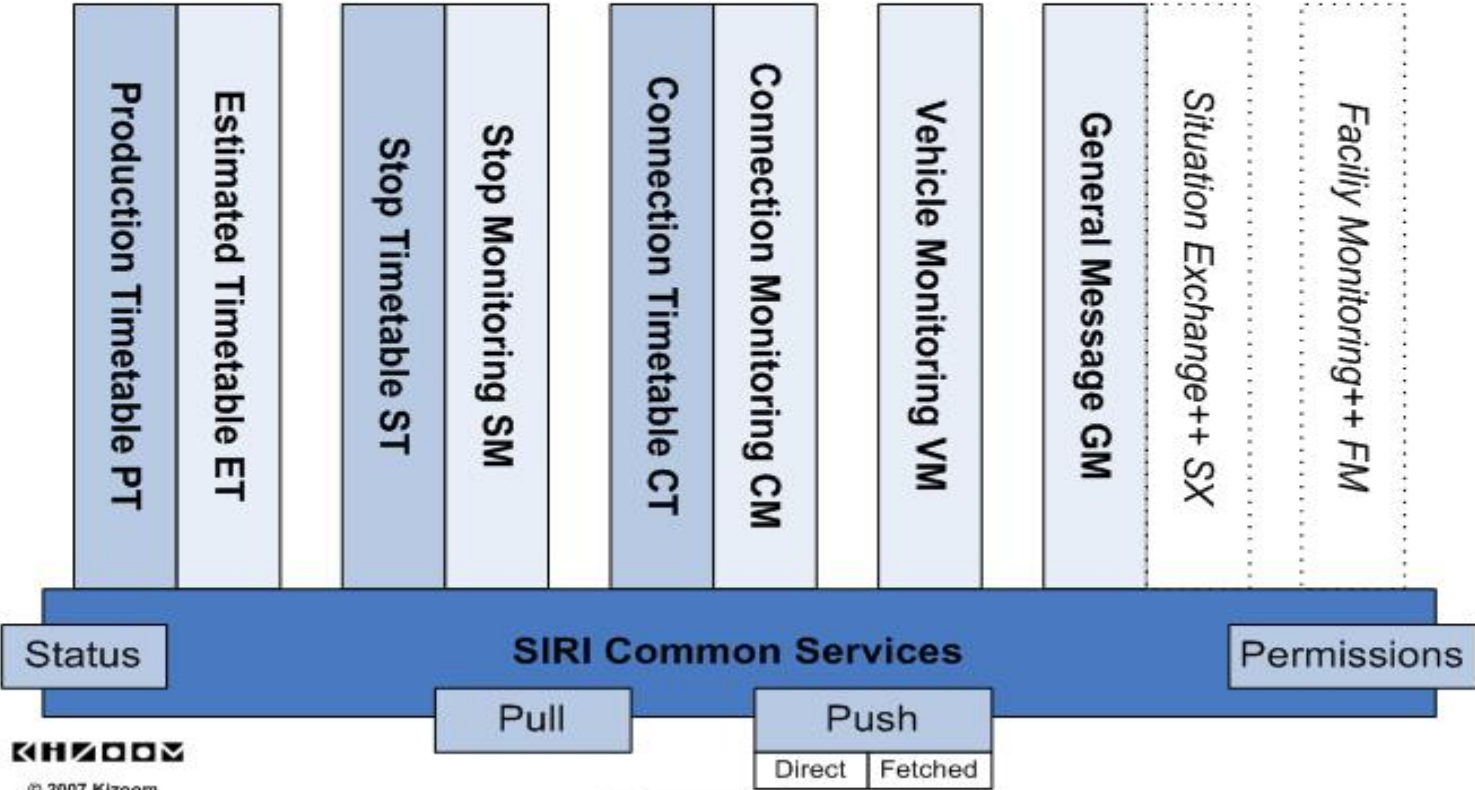 Production Timetable PT
Estimated Timetable ET
Stop Timetable ST
Stop Monitoring SM
Connection Timetable CT
Connection Monitoring CM
Vehicle Monitoring VM
General Message GM
Situation Exchange++ SX
Faciliy Monitoring++ FM
SIRI Common Services
Status
Permissions
Pull
Push
Direct
Fetched
KIZOOM
© 2007 Kizoom